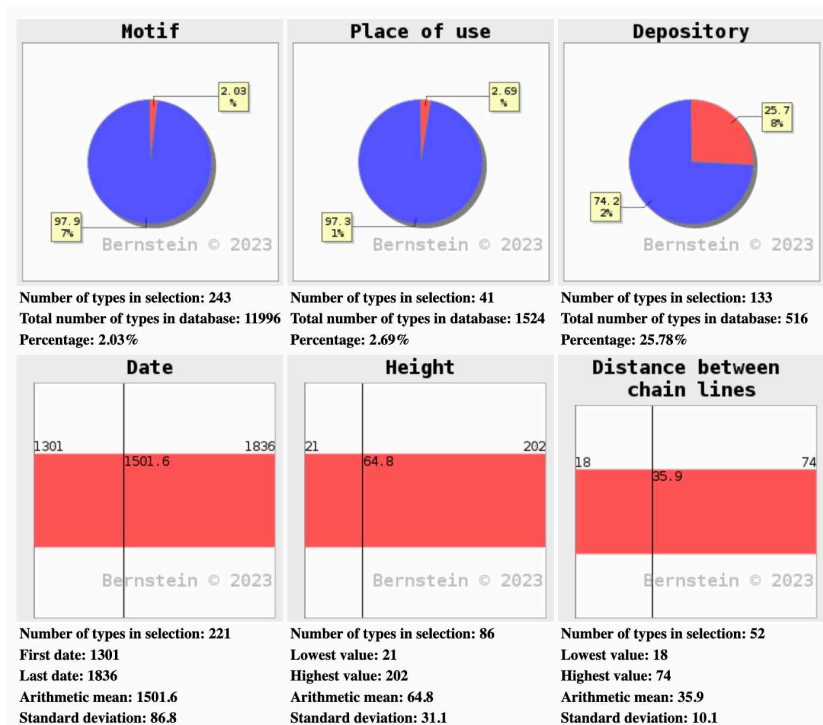 Motif
2.03
%
97.9
7%
Bernstein © 2023
Number of types in selection: 243
Total number of types in database: 11996
Percentage: 2.03%
Place of use
2.69
%
97.3
1%
Bernstein © 2023
Number of types in selection: 41
Total number of types in database: 1524
Percentage: 2.69%
Depository
25.7
8%
74.2
2%
Bernstein © 2023
Number of types in selection: 133
Total number of types in database: 516
Percentage: 25.78%
Date
1301
1836
1501.6
Bernstein © 2023
Number of types in selection: 221
First date: 1301
Last date: 1836
Arithmetic mean: 1501.6
Standard deviation: 86.8
Height
21
202
64.8
Bernstein © 2023
Number of types in selection: 86
Lowest value: 21
Highest value: 202
Arithmetic mean: 64.8
Standard deviation: 31.1
Distance between
chain lines
18
74
35.9
Bernstein © 2023
Number of types in selection: 52
Lowest value: 18
Highest value: 74
Arithmetic mean: 35.9
Standard deviation: 10.1